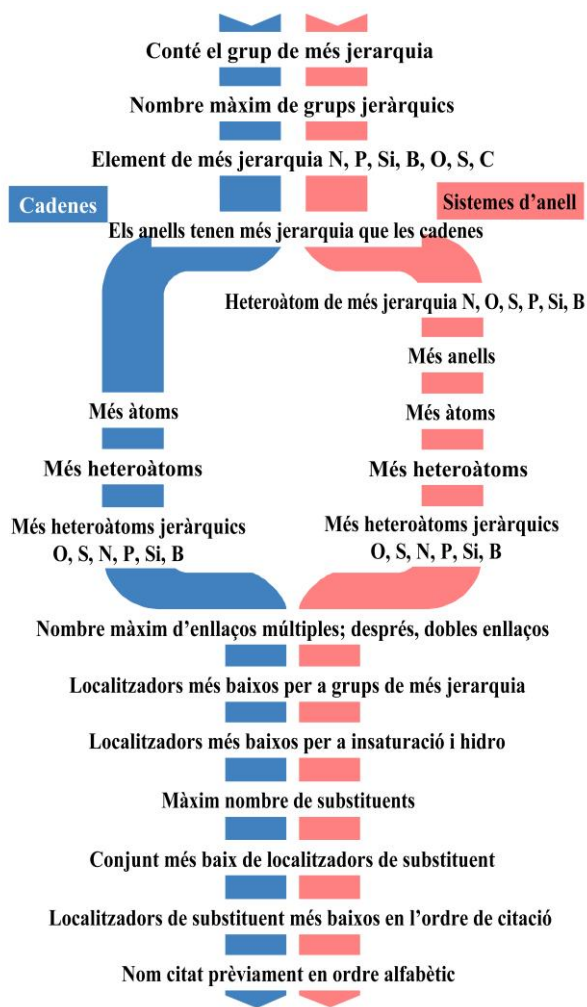 Conté el grup de més jerarquia
Nombre màxim de grups jeràrquics
Element de més jerarquia N, P, Si, B, O, S, C
Cadenes
Sistemes d'anell
Els anells tenen més jerarquia que les cadenes
Heteroàtom de més jerarquia N, O, S, P, Si, B
Més anells
Més àtoms
Més àtoms
Més heteroàtoms
Més heteroàtoms
Més heteroàtoms jeràrquics
O, S, N, P, Si, B
Més heteroàtoms jeràrquics
O, S, N, P, Si, B
Nombre màxim d'enllaços múltiples; després, dobles enllaços
Localitzadors més baixos per a grups de més jerarquia
Localitzadors més baixos per a insaturació i hidro
Màxim nombre de substituents
Conjunt més baix de localitzadors de substituent
Localitzadors de substituent més baixos en l'ordre de citació
Nom citat prèviament en ordre alfabètic